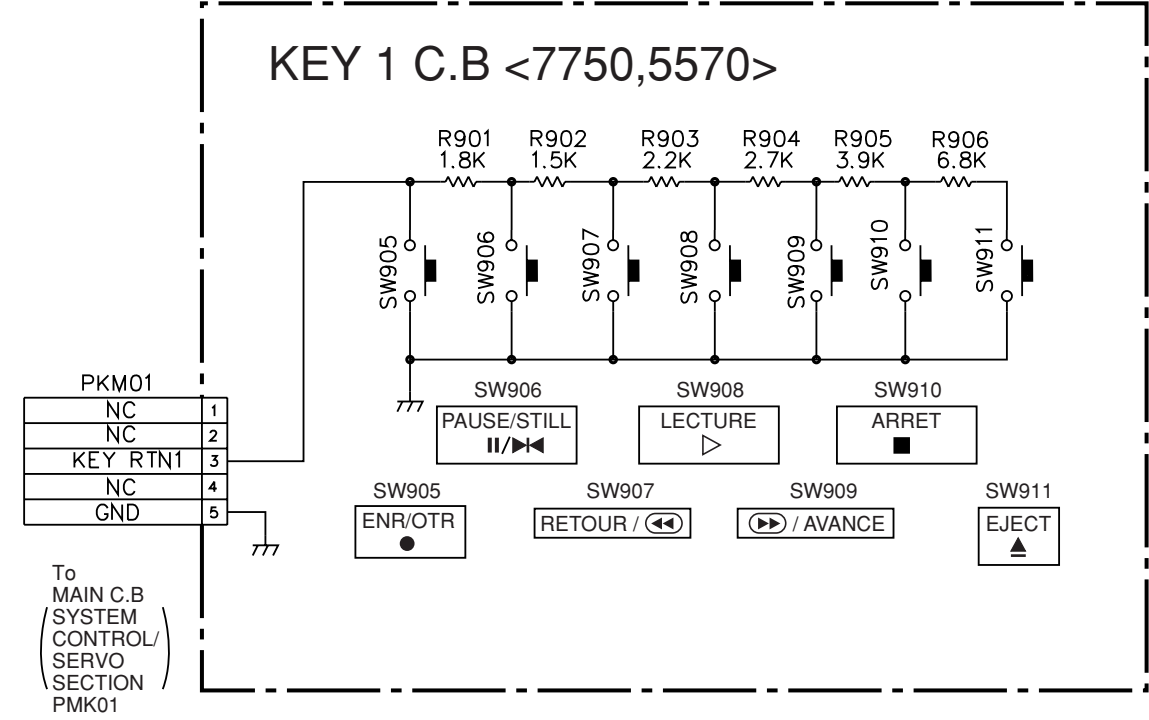 KEY 1 C.B <7750,5570>
R901 R902 R903 R904 R905 R906
1.8K 1.5K 2.2K 2.7K 3.9K 6.8K
SW905 SW906 SW907 SW908 SW909 SW910 SW911
PKM01
NC 1
NC 2
KEY RTN1 3
NC 4
GND 5
SW906 SW908 SW910
PAUSE/STILL LECTURE ARRET
SW905 SW907 SW909 SW911
ENR/OTR RETOUR / / AVANCE EJECT
To
MAIN C.B
SYSTEM
CONTROL/
SERVO
SECTION
PMK01